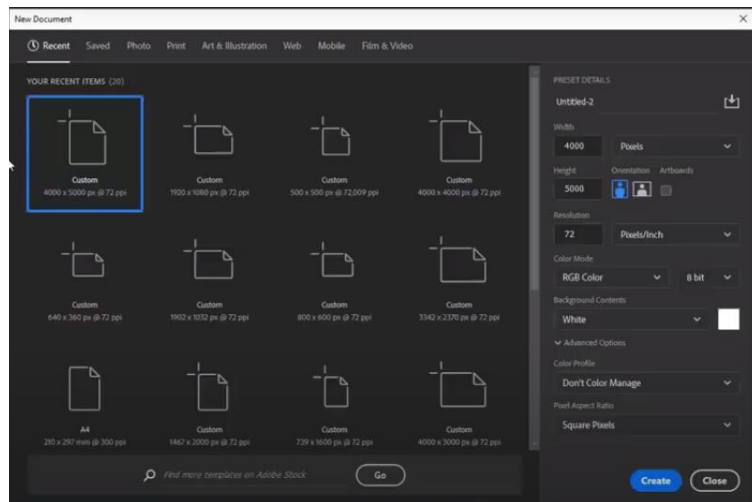 New Document
Recent Saved Photo Print Art & Illustration Web Mobile Film & Video
YOUR RECENT ITEMS (20)
Custom
4000 x 5000 px @ 72 ppi
Custom
1920 x 1080 px @ 72 ppi
Custom
500 x 500 px @ 72,009 ppi
Custom
4000 x 4000 px @ 72 ppi
Custom
640 x 360 px @ 72 ppi
Custom
1902 x 1032 px @ 72 ppi
Custom
800 x 600 px @ 72 ppi
Custom
3342 x 2370 px @ 72 ppi
A4
210 x 297 mm @ 300 ppi
Custom
1467 x 2000 px @ 72 ppi
Custom
739 x 1600 px @ 72 ppi
Custom
4000 x 3000 px @ 72 ppi
Find more templates on Adobe Stock
Go
PRESET DETAILS
Untitled-2
Width
4000 Pixels
Height Orientation Artboards
5000
Resolution
72 Pixels/Inch
Color Mode
RGB Color 8 bit
Background Contents
White
Advanced Options
Color Profile
Don't Color Manage
Pixel Aspect Ratio
Square Pixels
Create Close